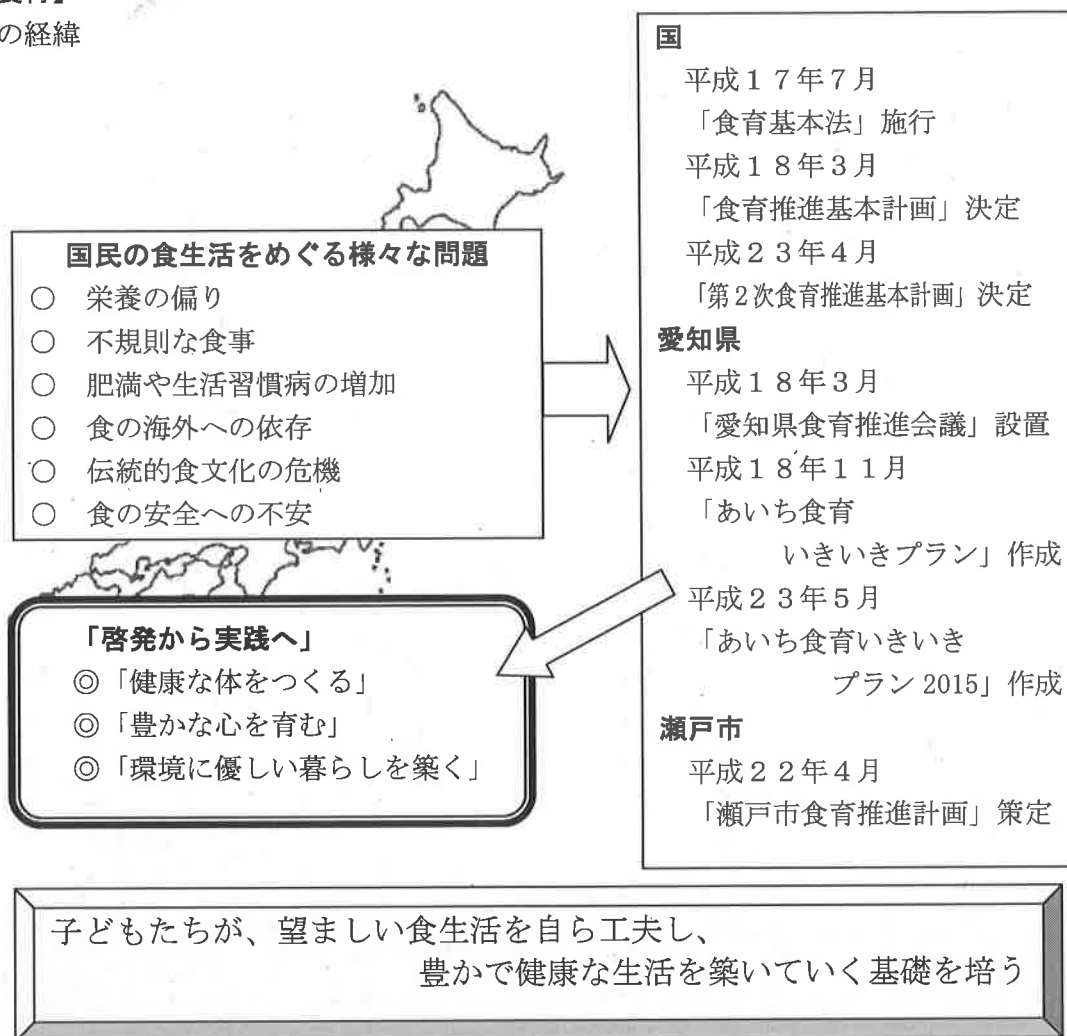 の経緯
国民の食生活をめぐる様々な問題
○ 栄養の偏り
○ 不規則な食事
○ 肥満や生活習慣病の増加
○ 食の海外への依存
○ 伝統的食文化の危機
○ 食の安全への不安
国
平成17年7月
「食育基本法」施行
平成18年3月
「食育推進基本計画」決定
平成23年4月
「第2次食育推進基本計画」決定
愛知県
平成18年3月
「愛知県食育推進会議」設置
平成18年11月
「あいち食育
いきいきプラン」作成
平成23年5月
「あいち食育いきいき
プラン2015」作成
瀬戸市
平成22年4月
「瀬戸市食育推進計画」策定
「啓発から実践へ」
◎「健康な体をつくる」
◎「豊かな心を育む」
◎「環境に優しい暮らしを築く」
子どもたちが、望ましい食生活を自ら工夫し、
豊かで健康な生活を築いていく基礎を培う